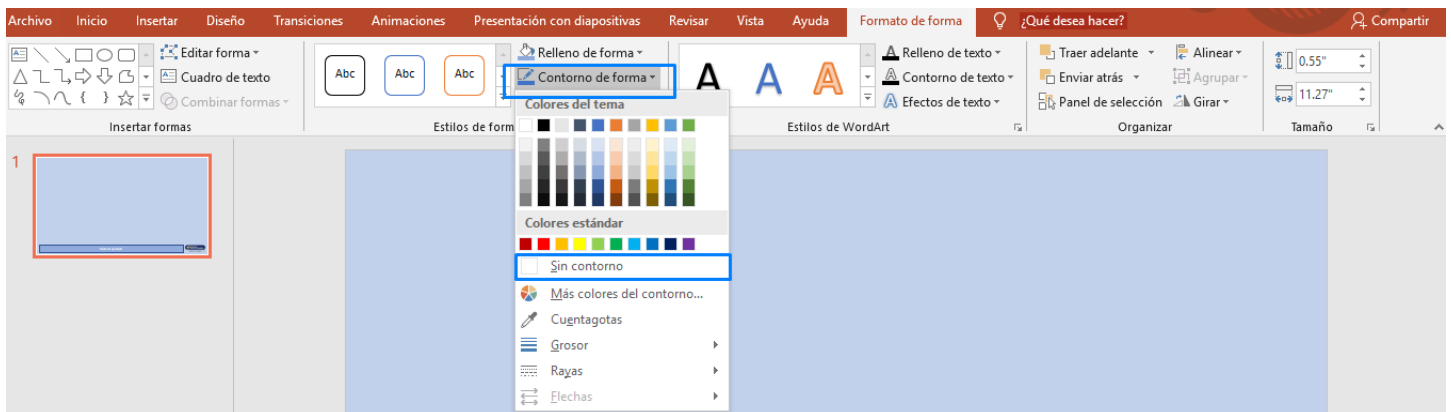 Archivo Inicio Insertar Diseño Transiciones Animaciones Presentación con diapositivas Revisar Vista Ayuda Formato de forma ¿Qué desea hacer? Compartir
Editar forma
Cuadro de texto
Combinar formas
Insertar formas
Abc Abc Abc
Relleno de forma
Contorno de forma
Estilos de form
A A A
Relleno de texto
Contorno de texto
Efectos de texto
Estilos de WordArt
Traer adelante
Enviar atrás
Panel de selección
Alinear
Agrupar
Girar
Organizar
0.55"
11.27"
Tamaño
Colores del tema
Colores estándar
Sin contorno
Más colores del contorno...
Cuentagotas
Grosor
Rayas
Flechas
1